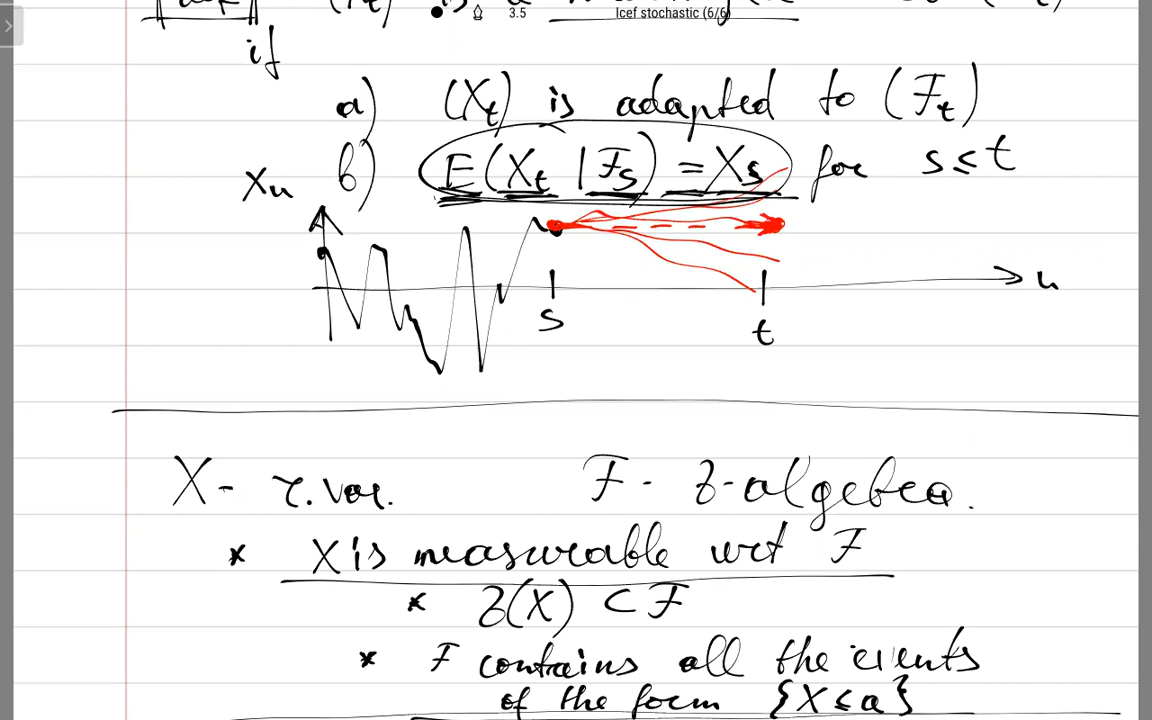 3.5 Icef stochastic (6/6)
if
a) (Xₜ) is adapted to (ℱₜ)
b) E(Xₜ | ℱₛ) = Xₛ for s ≤ t
Xᵤ
u
s t
X - r.var. ℱ - σ-algebra.
* X is measurable wrt ℱ
* σ(X) ⊂ ℱ
* ℱ contains all the events
of the form {X ≤ a}